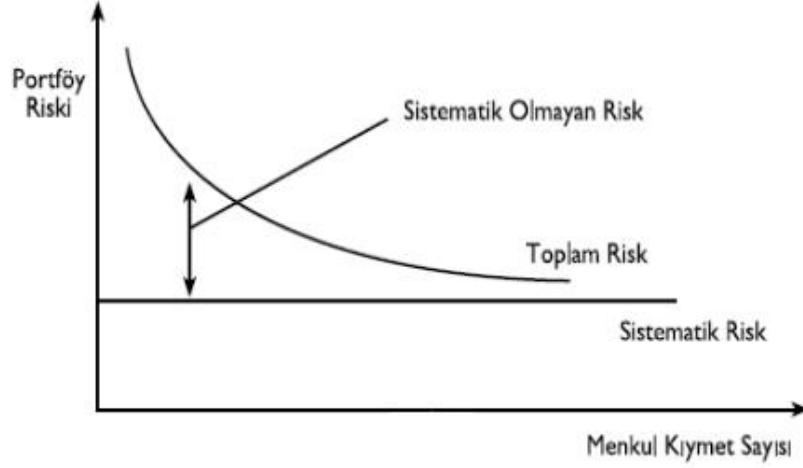 Portföy
Riski
Sistematik Olmayan Risk
Toplam Risk
Sistematik Risk
Menkul Kıymet Sayısı